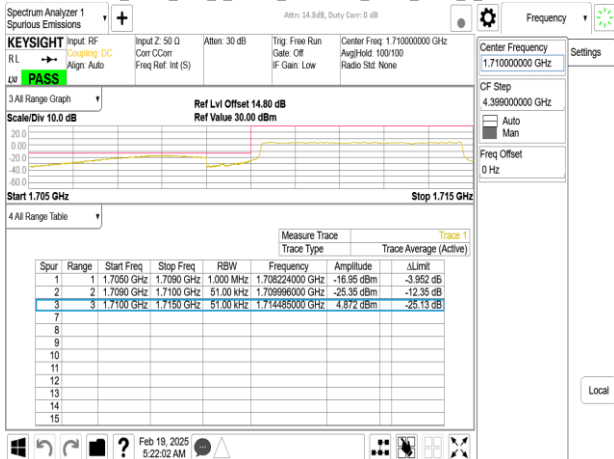 Spectrum Analyzer 1
Spurious Emissions
Attn: 14.8dB, Duty Carr: 0 dB
Frequency
KEYSIGHT Input: RF Input Z: 50 Ω Atten: 30 dB Trig: Free Run Center Freq: 1.710000000 GHz
RL Coupling: DC Corr CCorr Gate: Off Avg|Hold: 100/100
Align: Auto Freq Ref: Int (S) IF Gain: Low Radio Std: None
PASS
Center Frequency
1.710000000 GHz
Settings
CF Step
4.399000000 GHz
Auto
Man
Freq Offset
0 Hz
3 All Range Graph
Ref Lvl Offset 14.80 dB
Scale/Div 10.0 dB Ref Value 30.00 dBm
20.0
0.00
-20.0
-40.0
-60.0
Start 1.705 GHz Stop 1.715 GHz
4 All Range Table
Measure Trace Trace 1
Trace Type Trace Average (Active)
Spur Range Start Freq Stop Freq RBW Frequency Amplitude ΔLimit
1 1 1.7050 GHz 1.7090 GHz 1.000 MHz 1.708224000 GHz -16.95 dBm -3.952 dB
2 2 1.7090 GHz 1.7100 GHz 51.00 kHz 1.709996000 GHz -25.35 dBm -12.35 dB
3 3 1.7100 GHz 1.7150 GHz 51.00 kHz 1.714485000 GHz 4.872 dBm -25.13 dB
7
8
9
10
11
12
13
14
15
Local
? Feb 19, 2025
5:22:02 AM